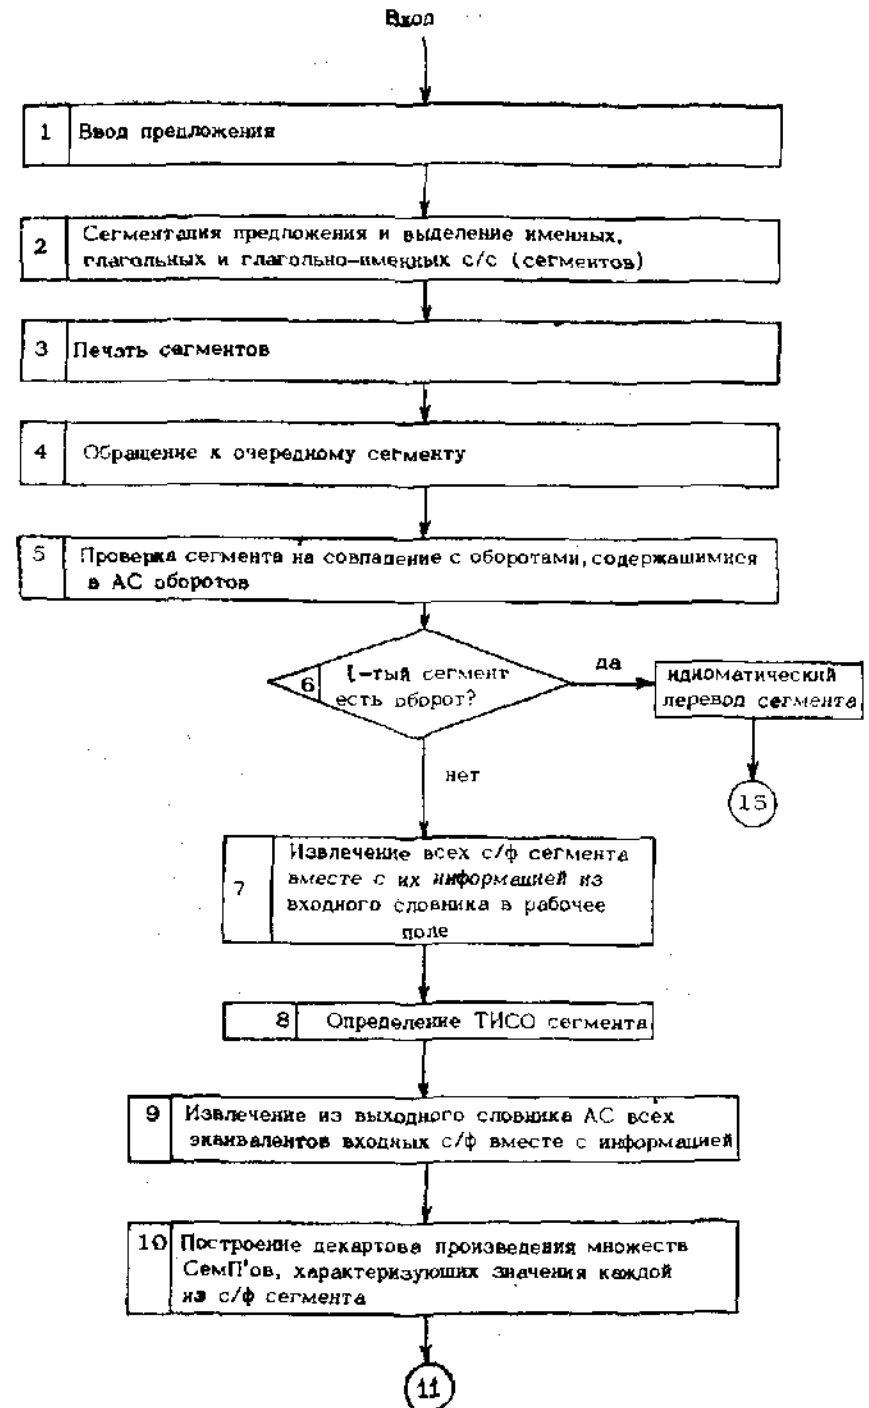 Вход
1 Ввод предложения
2 Сегментация предложения и выделение именных,
глагольных и глагольно-именных с/с (сегментов)
3 Печать сегментов
4 Обращение к очередному сегменту
5 Проверка сегмента на совпадение с оборотами, содержащимися
в АС оборотов
6 i-тый сегмент
есть оборот?
да
идиоматический
перевод сегмента
нет
15
7 Извлечение всех с/ф сегмента
вместе с их информацией из
входного словника в рабочее
поле
8 Определение ТИСО сегмента
9 Извлечение из выходного словника АС всех
эквивалентов входных с/ф вместе с информацией
10 Построение декартова произведения множеств
СемП'ов, характеризующих значения каждой
из с/ф сегмента
11